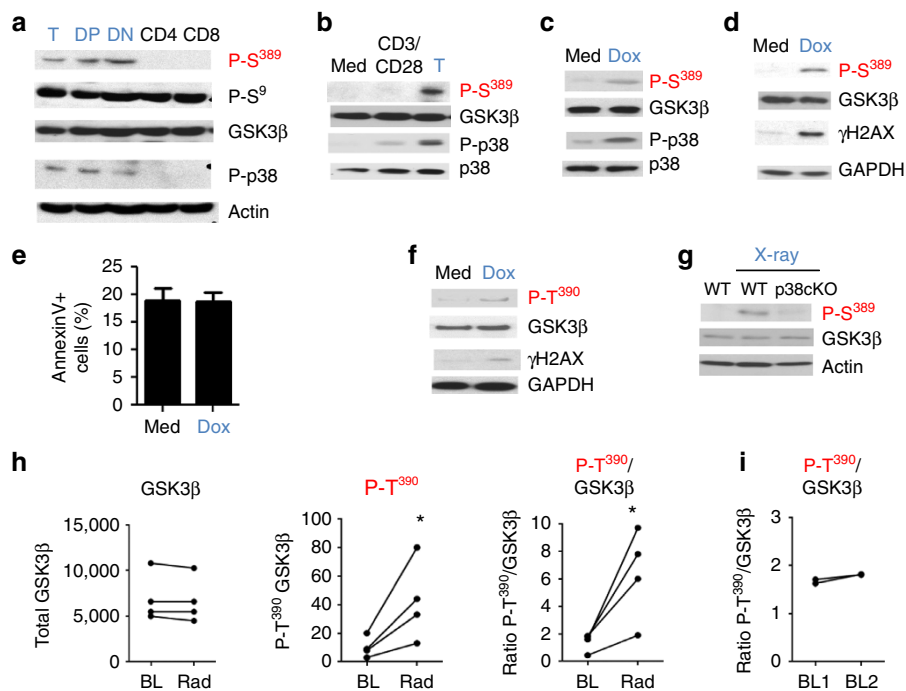 a
T DP DN CD4 CD8
P-S389
P-S9
GSK3β
P-p38
Actin
b
Med CD3/CD28 T
P-S389
GSK3β
P-p38
p38
c
Med Dox
P-S389
GSK3β
P-p38
p38
d
Med Dox
P-S389
GSK3β
γH2AX
GAPDH
e
AnnexinV+
cells (%)
25
20
15
10
5
0
Med Dox
f
Med Dox
P-T390
GSK3β
γH2AX
GAPDH
g
X-ray
WT WT p38cKO
P-S389
GSK3β
Actin
h
GSK3β
Total GSK3β
15,000
10,000
5,000
0
BL Rad
P-T390
P-T390 GSK3β
100
80
60
40
20
0
*
BL Rad
P-T390/
GSK3β
Ratio P-T390/GSK3β
10
8
6
4
2
0
*
BL Rad
i
P-T390/
GSK3β
Ratio P-T390/GSK3β
3
2
1
0
BL1 BL2